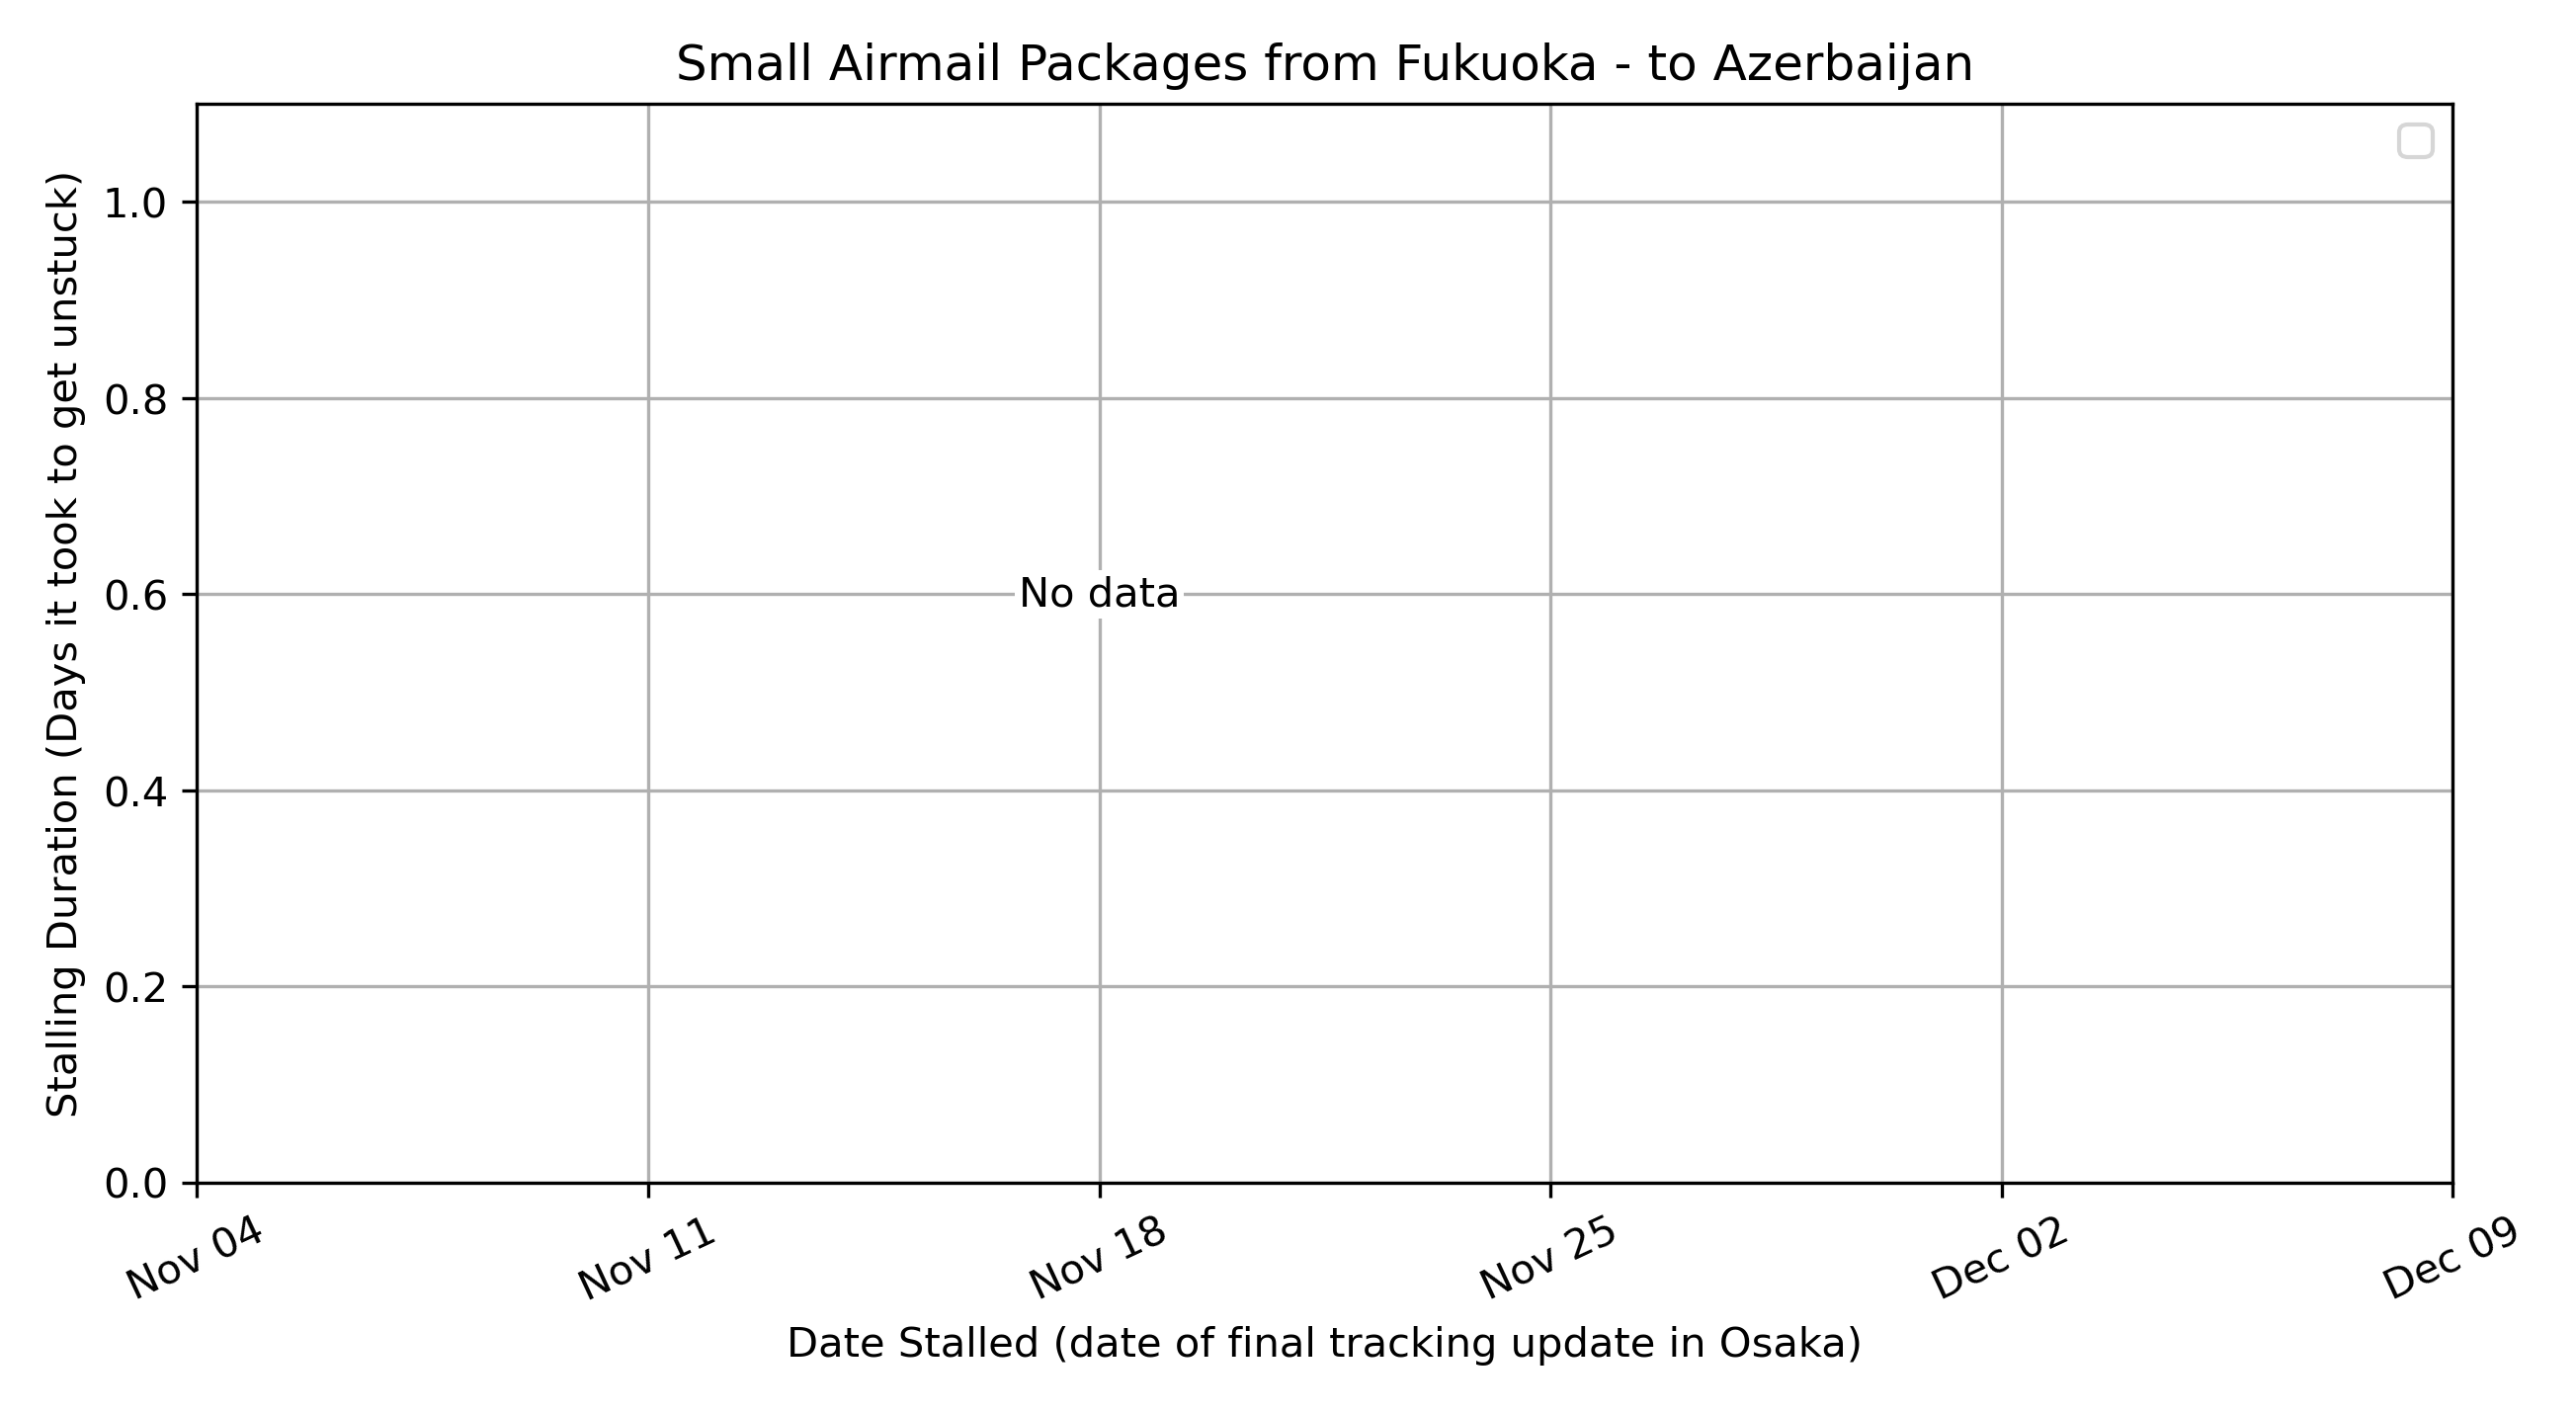 Small Airmail Packages from Fukuoka - to Azerbaijan
Stalling Duration (Days it took to get unstuck)
1.0
0.8
0.6
0.4
0.2
0.0
No data
Nov 04
Nov 11
Nov 18
Nov 25
Dec 02
Dec 09
Date Stalled (date of final tracking update in Osaka)